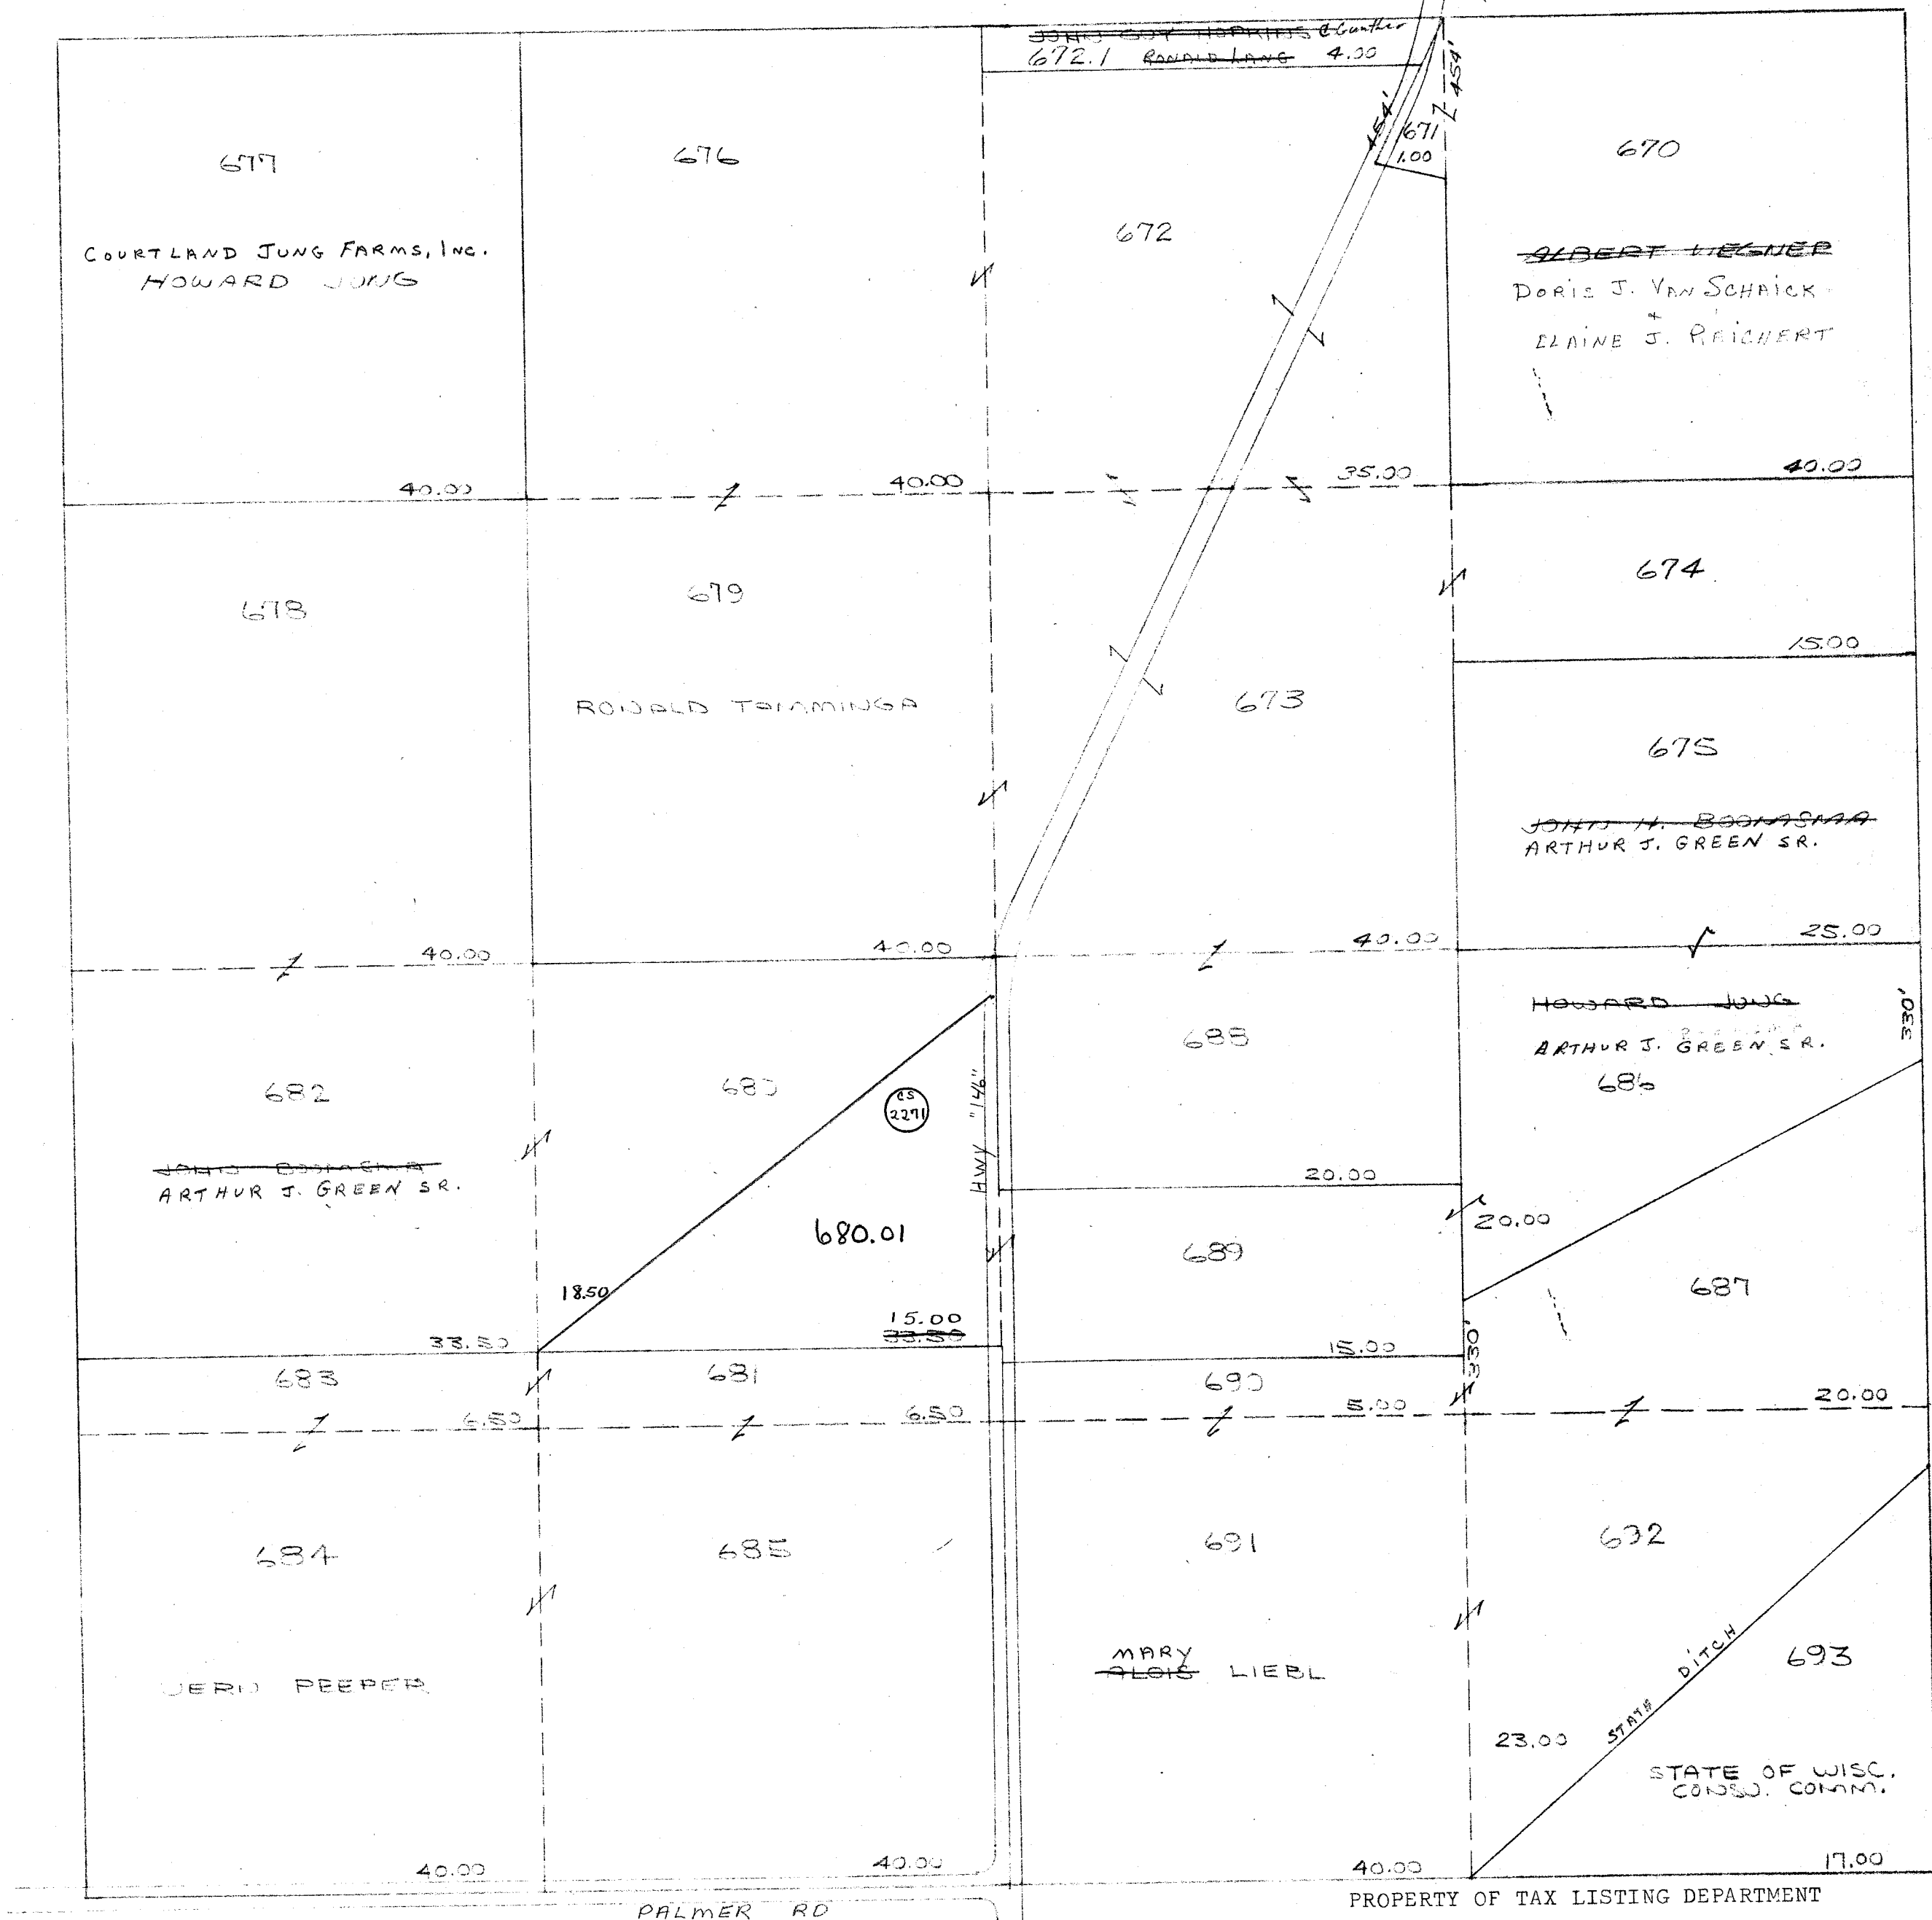 C Gunther
672.1 RONALD LANG 4.00
454'
454'
671
1.00
677
676
672
670
COURTLAND JUNG FARMS, INC.
HOWARD JUNG
ALBERT
DORIS J. VAN SCHAICK
+
ELAINE J. REICHERT
40.00
40.00
35.00
40.00
678
679
674
15.00
RONALD TAMMINGA
673
675
JOHN H. BOOMSMA
ARTHUR J. GREEN SR.
40.00
40.00
40.00
25.00
HOWARD JUNG
ARTHUR J. GREEN SR.
330'
688
686
682
680
CS
2271
HWY "146"
JOHN BOOMSMA
ARTHUR J. GREEN SR.
20.00
20.00
680.01
689
687
18.50
15.00
33.50
33.50
15.00
330'
683
681
690
6.50
6.50
5.00
20.00
684
685
691
692
MARY
ALOIS LIEBL
VERN PEEPER
STATE DITCH
693
23.00
STATE OF WISC.
CONSV. COMM.
40.00
40.00
40.00
17.00
PROPERTY OF TAX LISTING DEPARTMENT
PALMER RD